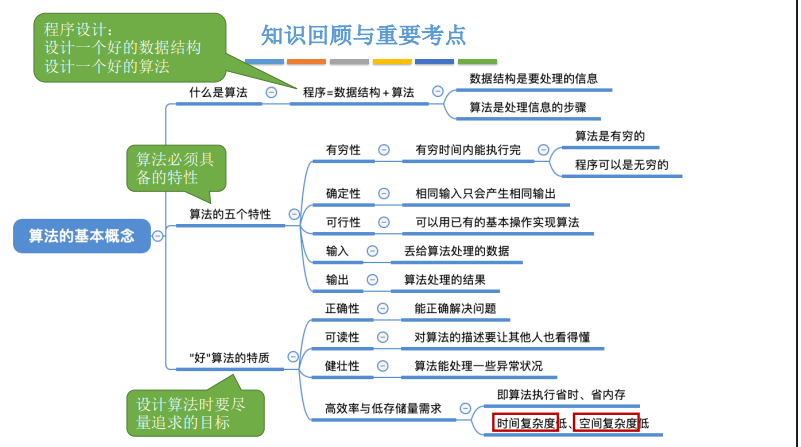 程序设计：
设计一个好的数据结构
设计一个好的算法
知识回顾与重要考点
什么是算法
程序=数据结构+算法
数据结构是要处理的信息
算法是处理信息的步骤
算法必须具
备的特性
算法的基本概念
算法的五个特性
有穷性
有穷时间内能执行完
算法是有穷的
程序可以是无穷的
确定性
相同输入只会产生相同输出
可行性
可以用已有的基本操作实现算法
输入
丢给算法处理的数据
输出
算法处理的结果
"好"算法的特质
正确性
能正确解决问题
可读性
对算法的描述要让其他人也看得懂
健壮性
算法能处理一些异常状况
高效率与低存储量需求
即算法执行省时、省内存
时间复杂度低、空间复杂度低
设计算法时要尽
量追求的目标